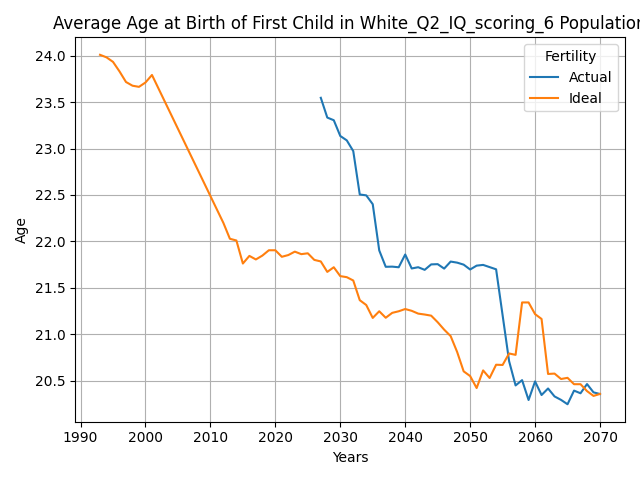 Average Age at Birth of First Child in White_Q2_IQ_scoring_6 Population
Fertility
Actual
Ideal
24.0
23.5
23.0
22.5
22.0
21.5
21.0
20.5
Age
1990
2000
2010
2020
2030
2040
2050
2060
2070
Years